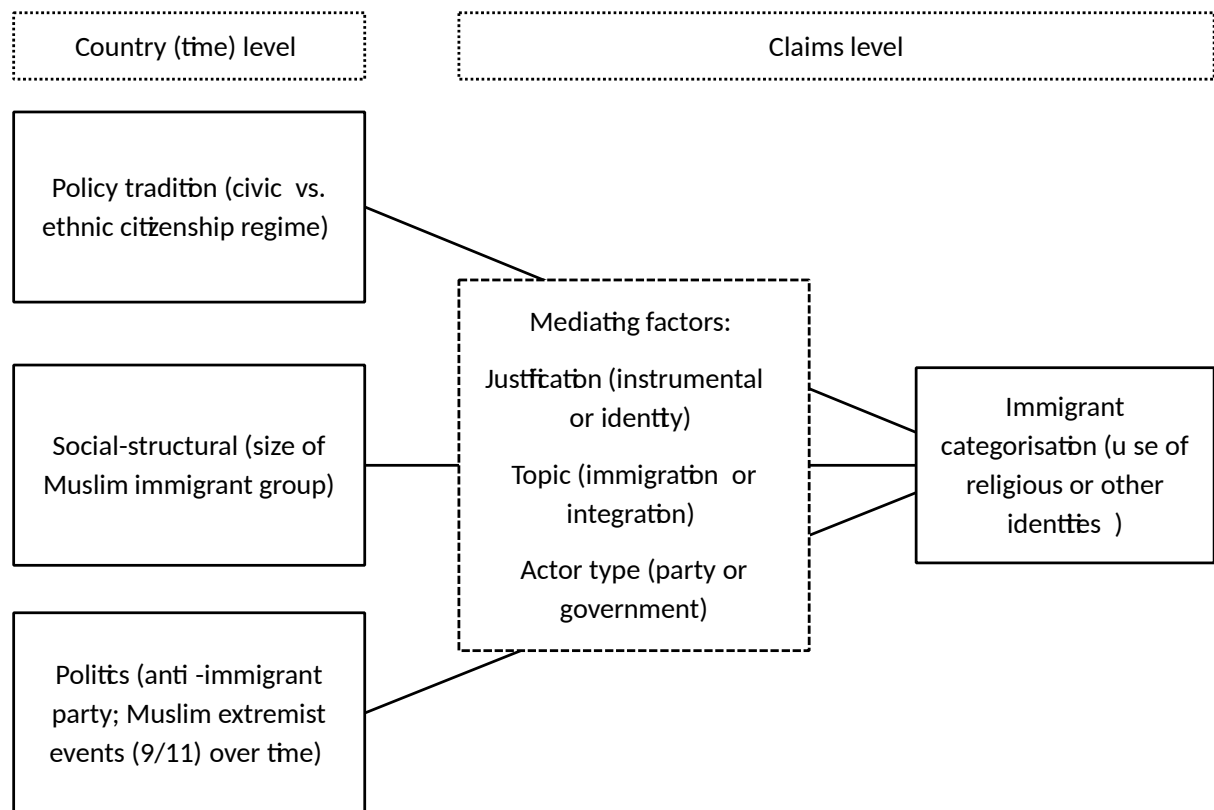 Country (time) level
Claims level
Policy tradition (civic vs.
ethnic citizenship regime)
Mediating factors:
Justification (instrumental
or identity)
Topic (immigration or
integration)
Actor type (party or
government)
Social-structural (size of
Muslim immigrant group)
Immigrant
categorisation (u se of
religious or other
identities )
Politics (anti -immigrant
party; Muslim extremist
events (9/11) over time)